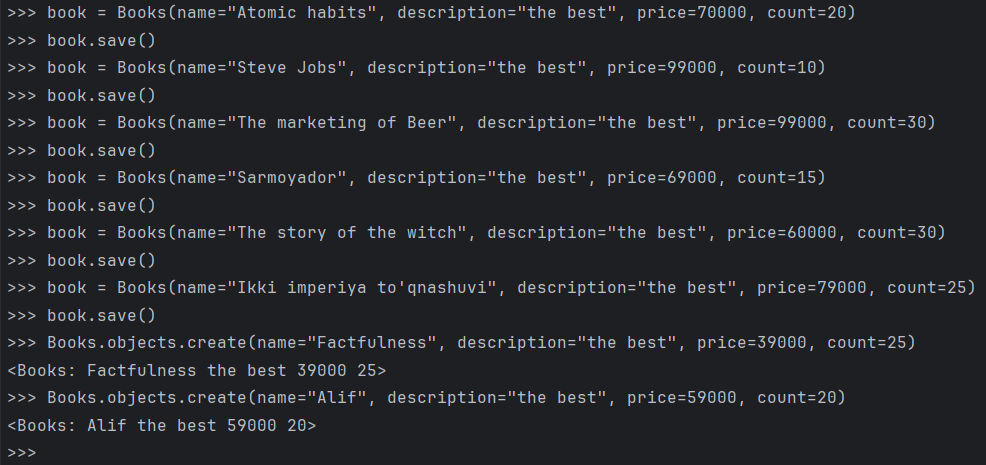 >>> book = Books(name="Atomic habits", description="the best", price=70000, count=20)
>>> book.save()
>>> book = Books(name="Steve Jobs", description="the best", price=99000, count=10)
>>> book.save()
>>> book = Books(name="The marketing of Beer", description="the best", price=99000, count=30)
>>> book.save()
>>> book = Books(name="Sarmoyador", description="the best", price=69000, count=15)
>>> book.save()
>>> book = Books(name="The story of the witch", description="the best", price=60000, count=30)
>>> book.save()
>>> book = Books(name="Ikki imperiya to'qnashuvi", description="the best", price=79000, count=25)
>>> book.save()
>>> Books.objects.create(name="Factfulness", description="the best", price=39000, count=25)
<Books: Factfulness the best 39000 25>
>>> Books.objects.create(name="Alif", description="the best", price=59000, count=20)
<Books: Alif the best 59000 20>
>>>